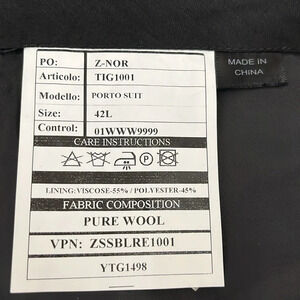 PO: Z-NOR
Articolo: TIG1001
Modello: PORTO SUIT
Size: 42L
Control: 01WWW9999
CARE INSTRUCTIONS
P
LINING: VISCOSE-55% / POLYESTER-45%
FABRIC COMPOSITION
PURE WOOL
VPN: ZSSBLRE1001
YTG1498
MADE IN
CHINA